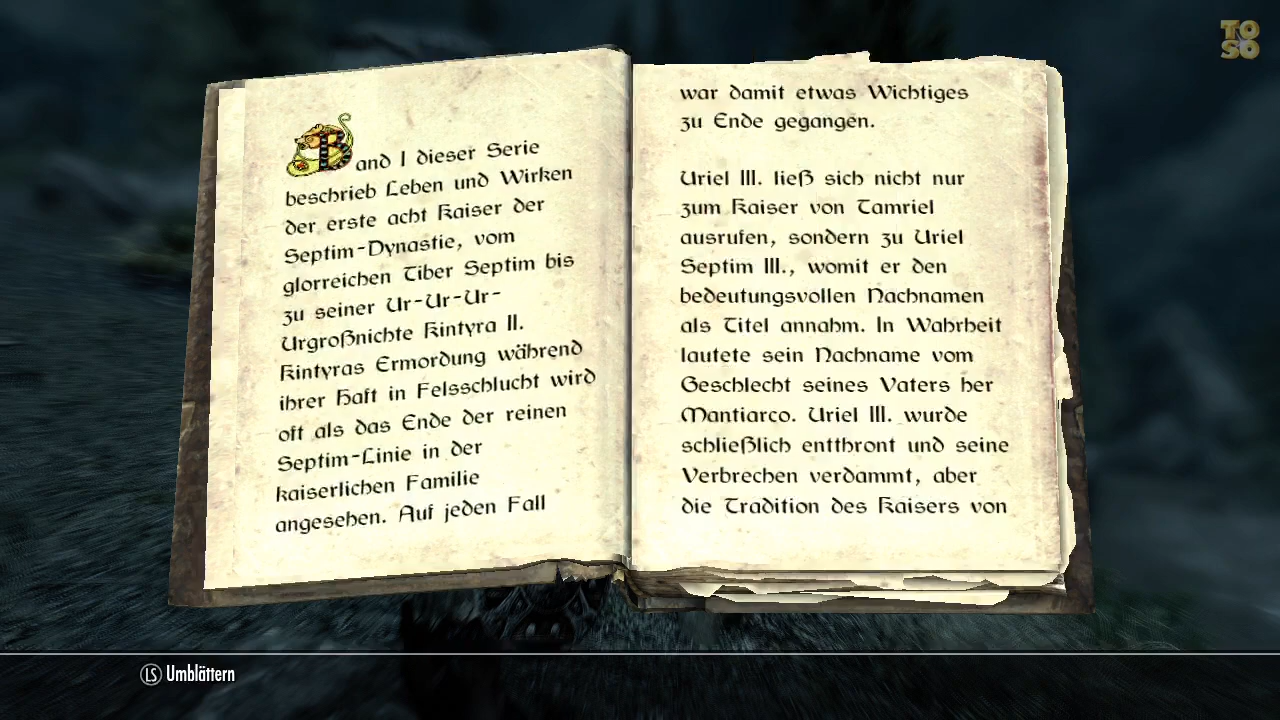 Band I dieser Serie
beschrieb Leben und Wirken
der erste acht Kaiser der
Septim-Dynastie, vom
glorreichen Tiber Septim bis
zu seiner Ur-Ur-Ur-
Urgroßnichte Kintyra II.
Kintyras Ermordung während
ihrer Haft in Felsschlucht wird
oft als das Ende der reinen
Septim-Linie in der
kaiserlichen Familie
angesehen. Auf jeden Fall
war damit etwas Wichtiges
zu Ende gegangen.
Uriel III. ließ sich nicht nur
zum Kaiser von Tamriel
ausrufen, sondern zu Uriel
Septim III., womit er den
bedeutungsvollen Nachnamen
als Titel annahm. In Wahrheit
lautete sein Nachname vom
Geschlecht seines Vaters her
Mantiarco. Uriel III. wurde
schließlich entthront und seine
Verbrechen verdammt, aber
die Tradition des Kaisers von
LS Umblättern
TO
SO